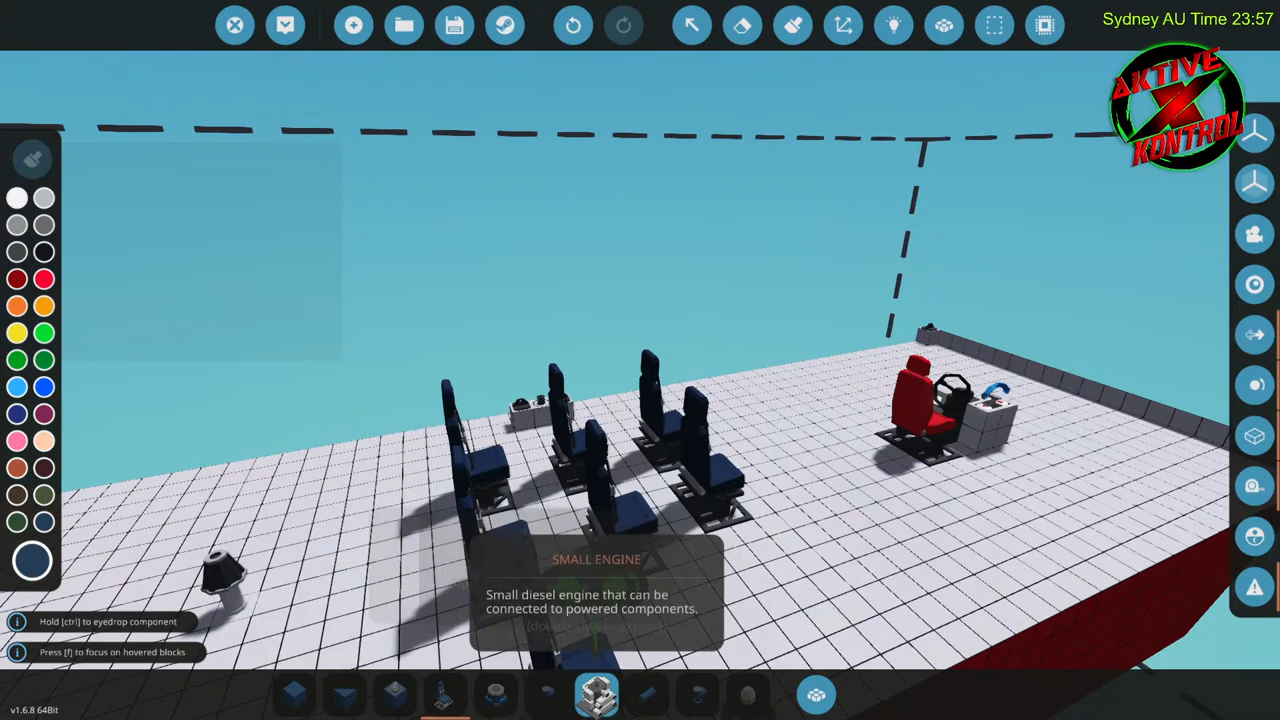 Sydney AU Time 23:57
AKTIVE
X
KONTROL
SMALL ENGINE
Small diesel engine that can be
connected to powered components.
Hold [ctrl] to eyedrop component
Press [f] to focus on hovered blocks
v1.6.8 64Bit